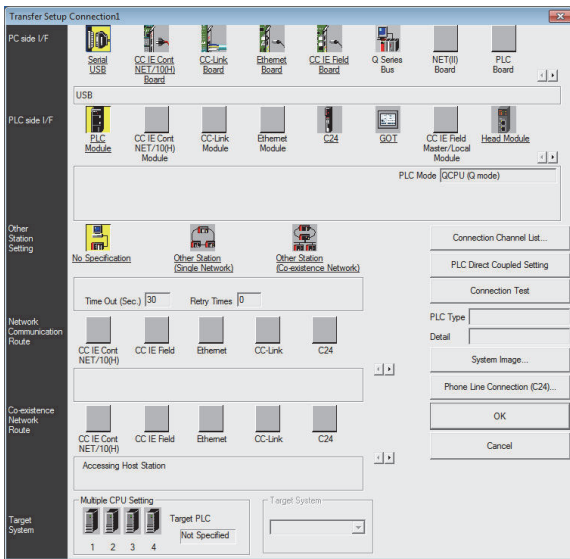 Transfer Setup Connection1
PC side I/F
Serial
USB
CC IE Cont
NET/10(H)
Board
CC-Link
Board
Ethernet
Board
CC IE Field
Board
Q Series
Bus
NET(II)
Board
PLC
Board
USB
PLC side I/F
PLC
Module
CC IE Cont
NET/10(H)
Module
CC-Link
Module
Ethernet
Module
C24
GOT
CC IE Field
Master/Local
Module
Head Module
PLC Mode QCPU (Q mode)
Other
Station
Setting
No Specification
Other Station
(Single Network)
Other Station
(Co-existence Network)
Time Out (Sec.) 30 Retry Times 0
Connection Channel List...
PLC Direct Coupled Setting
Connection Test
PLC Type
Detail
System Image...
Phone Line Connection (C24)...
OK
Cancel
Network
Communication
Route
CC IE Cont
NET/10(H)
CC IE Field
Ethernet
CC-Link
C24
Co-existence
Network
Route
CC IE Cont
NET/10(H)
CC IE Field
Ethernet
CC-Link
C24
Accessing Host Station
Target
System
Multiple CPU Setting
1 2 3 4
Target PLC
Not Specified
Target System